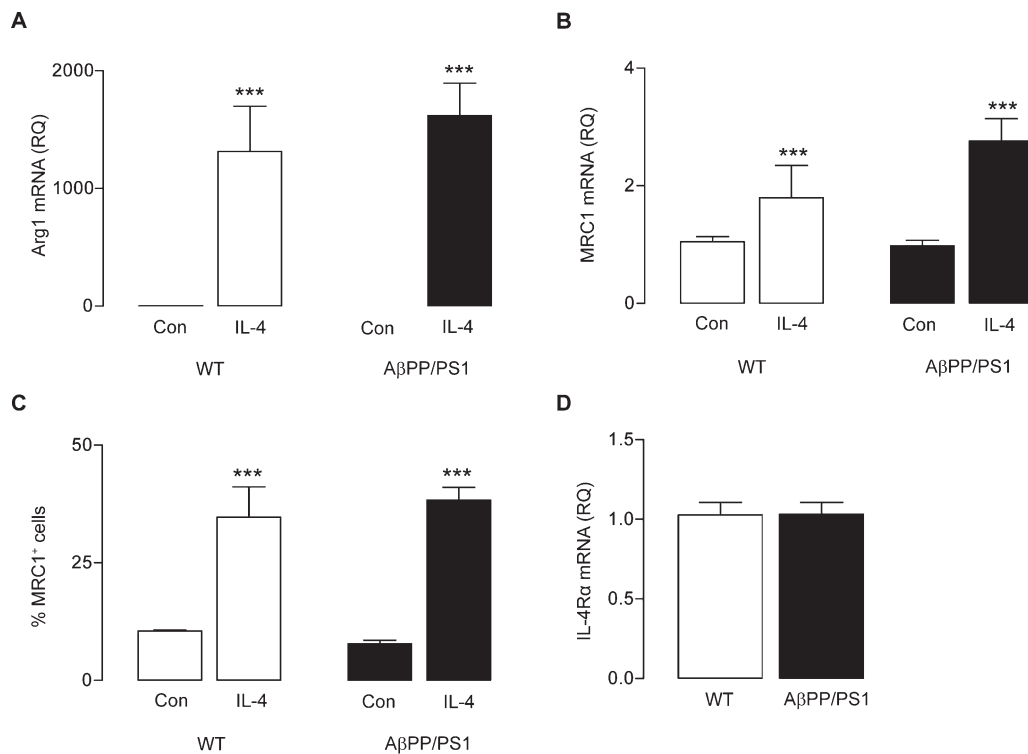 A
Arg1 mRNA (RQ)
2000
1000
0
***
***
Con
IL-4
Con
IL-4
WT
AβPP/PS1
B
MRC1 mRNA (RQ)
4
2
0
***
***
Con
IL-4
Con
IL-4
WT
AβPP/PS1
C
% MRC1⁺ cells
50
25
0
***
***
Con
IL-4
Con
IL-4
WT
AβPP/PS1
D
IL-4Rα mRNA (RQ)
1.5
1.0
0.5
0.0
WT
AβPP/PS1